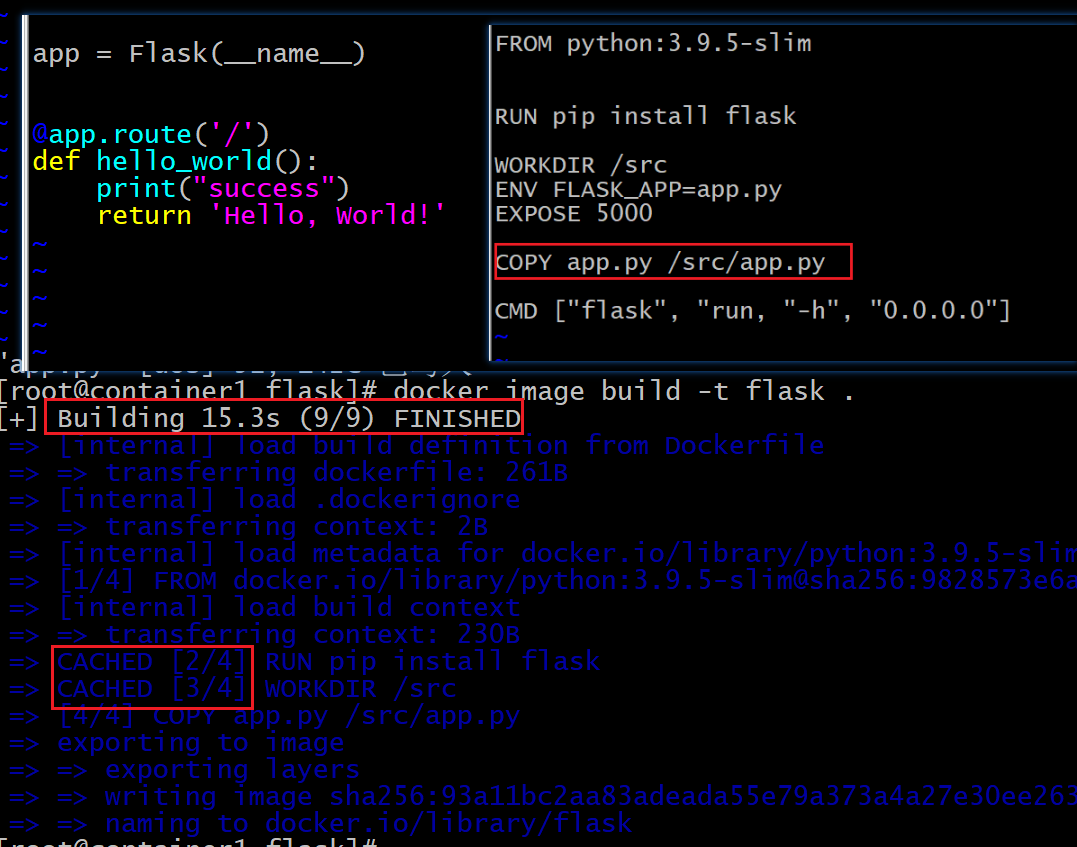 app = Flask(__name__)
@app.route('/')
def hello_world():
print("success")
return 'Hello, World!'
~
~
~
~
~
FROM python:3.9.5-slim
RUN pip install flask
WORKDIR /src
ENV FLASK_APP=app.py
EXPOSE 5000
COPY app.py /src/app.py
CMD ["flask", "run, "-h", "0.0.0.0"]
~
[root@container1 flask]# docker image build -t flask .
[+] Building 15.3s (9/9) FINISHED
=> [internal] load build definition from Dockerfile
=> => transferring dockerfile: 261B
=> [internal] load .dockerignore
=> => transferring context: 2B
=> [internal] load metadata for docker.io/library/python:3.9.5-slim
=> [1/4] FROM docker.io/library/python:3.9.5-slim@sha256:9828573e6a
=> [internal] load build context
=> => transferring context: 230B
=> CACHED [2/4] RUN pip install flask
=> CACHED [3/4] WORKDIR /src
=> [4/4] COPY app.py /src/app.py
=> exporting to image
=> => exporting layers
=> => writing image sha256:93a11bc2aa83adeada55e79a373a4a27e30ee263
=> => naming to docker.io/library/flask
[root@container1 flask]#